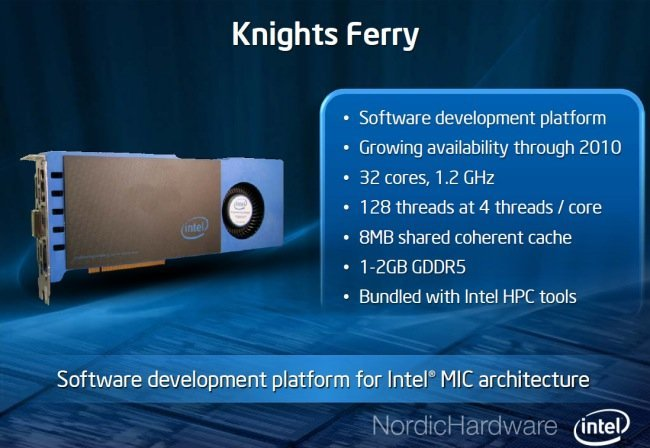 Knights Ferry
• Software development platform
• Growing availability through 2010
• 32 cores, 1.2 GHz
• 128 threads at 4 threads / core
• 8MB shared coherent cache
• 1-2GB GDDR5
• Bundled with Intel HPC tools
intel
Software development platform for Intel® MIC architecture
NordicHardware
intel